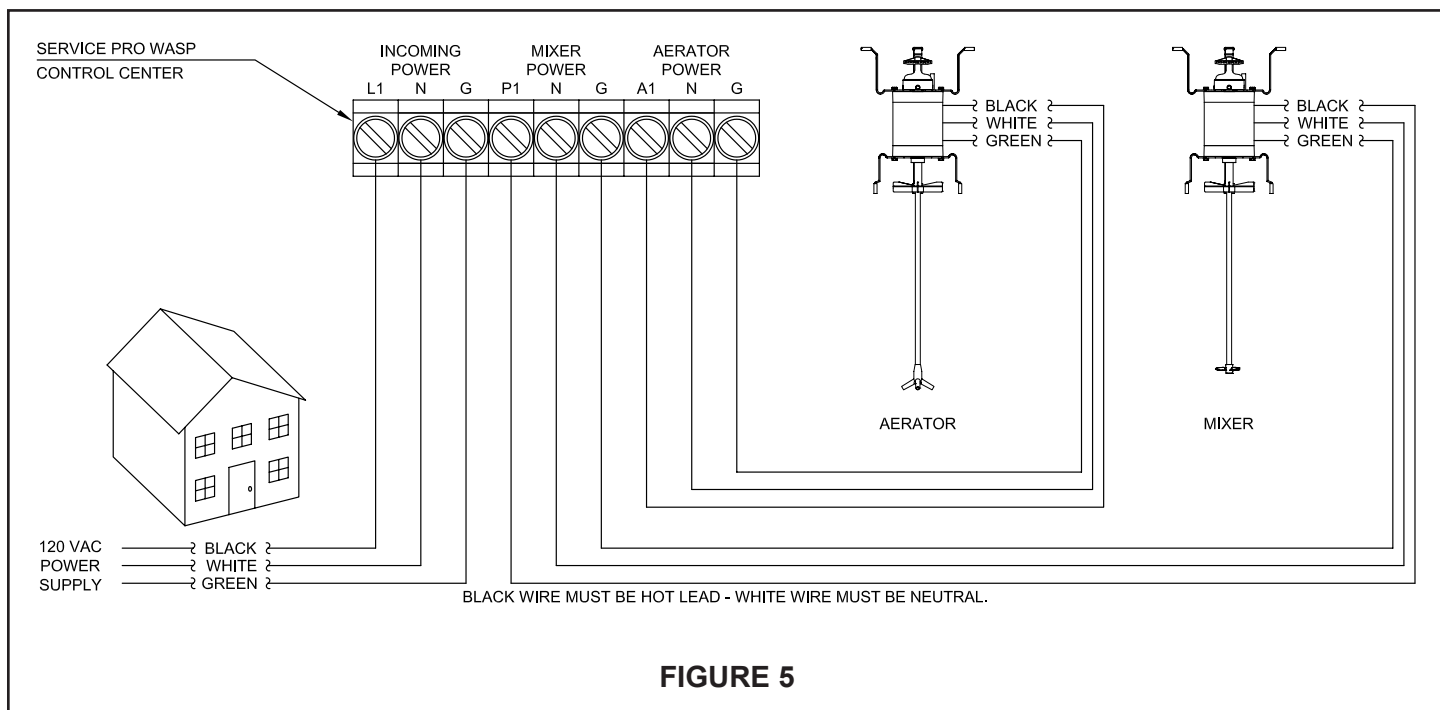 SERVICE PRO WASP
CONTROL CENTER
INCOMING
POWER
MIXER
POWER
AERATOR
POWER
L1 N G P1 N G A1 N G
BLACK
WHITE
GREEN
BLACK
WHITE
GREEN
AERATOR
MIXER
120 VAC BLACK
POWER WHITE
SUPPLY GREEN
BLACK WIRE MUST BE HOT LEAD - WHITE WIRE MUST BE NEUTRAL.
FIGURE 5